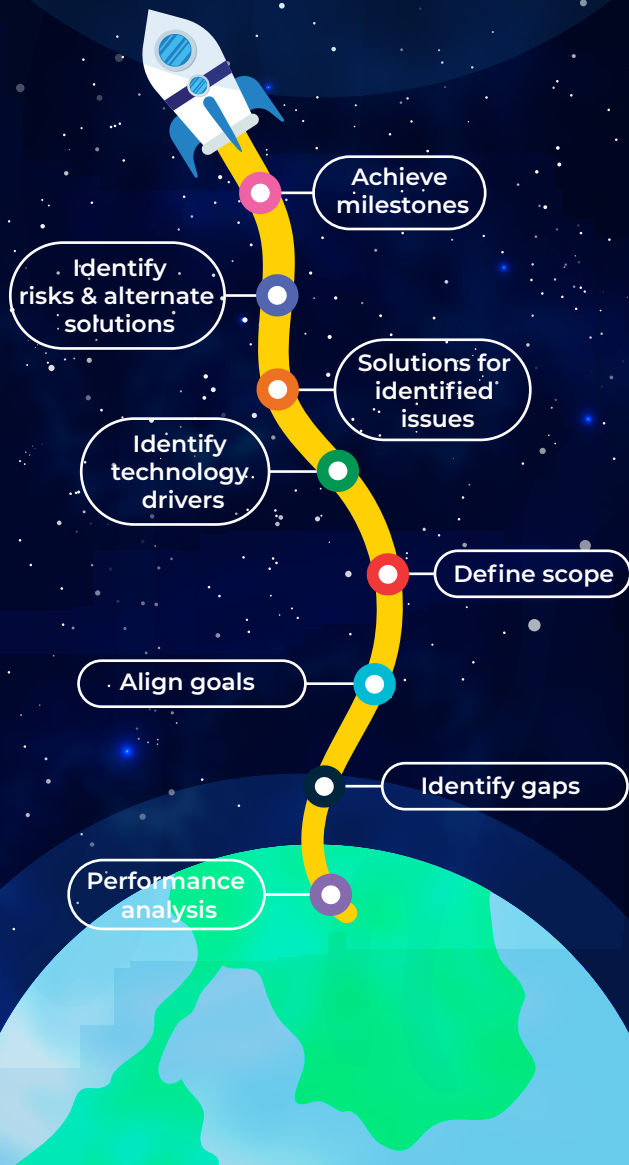 Achieve
milestones
Identify
risks & alternate
solutions
Solutions for
identified
issues
Identify
technology
drivers
Define scope
Align goals
Identify gaps
Performance
analysis